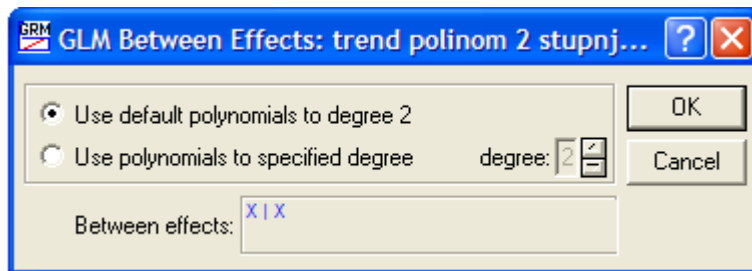 GRM GLM Between Effects: trend polinom 2 stupnj...
Use default polynomials to degree 2
OK
Use polynomials to specified degree degree: 2
Cancel
Between effects: X | X